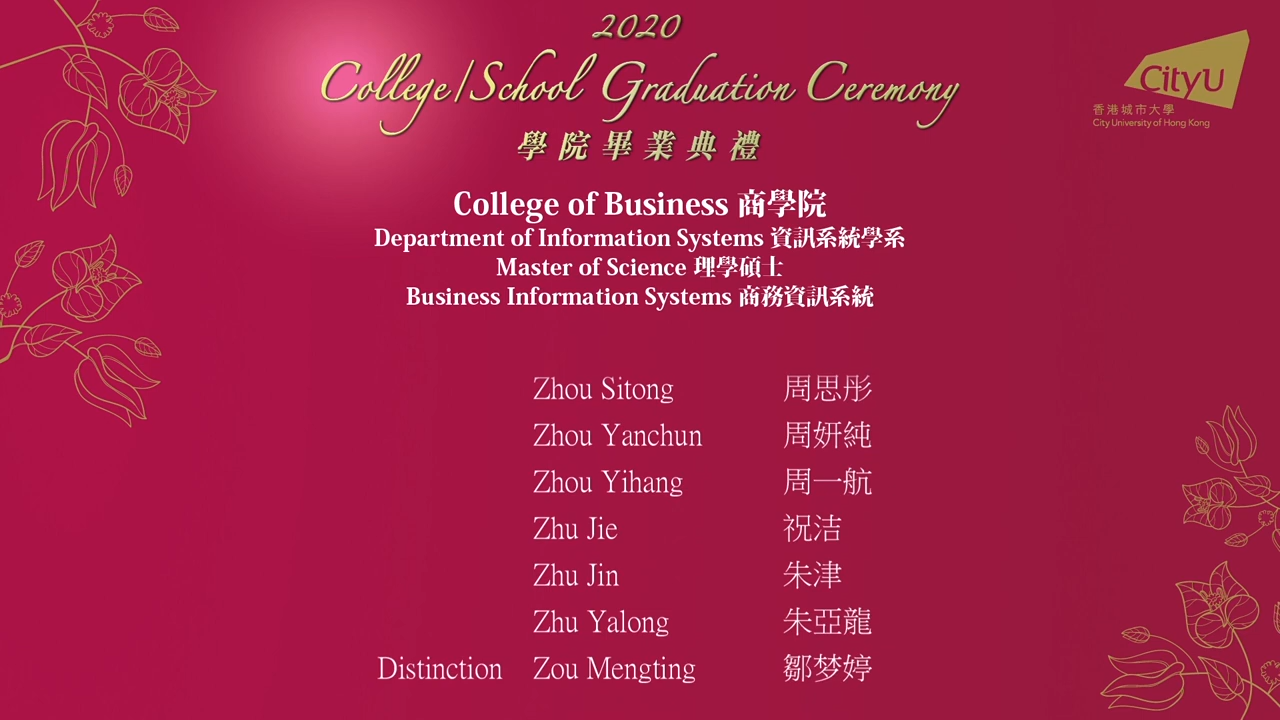 2020
College/School Graduation Ceremony
學院畢業典禮
CityU
香港城市大學
City University of Hong Kong
College of Business 商學院
Department of Information Systems 資訊系統學系
Master of Science 理學碩士
Business Information Systems 商務資訊系統
Zhou Sitong 周思彤
Zhou Yanchun 周妍純
Zhou Yihang 周一航
Zhu Jie 祝洁
Zhu Jin 朱津
Zhu Yalong 朱亞龍
Distinction Zou Mengting 鄒梦婷